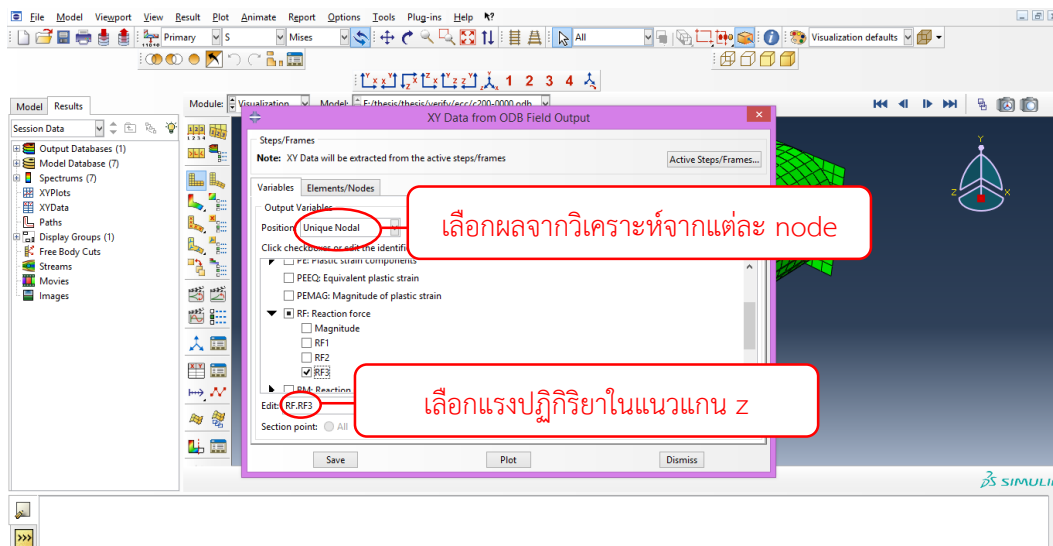 File Model Viewport View Result Plot Animate Report Options Tools Plug-ins Help
Primary S Mises All Visualization defaults
1 2 3 4
Model Results Module: Visualization Model: F:/thesis/thesis/verify/ecc/c200-0000.odb
XY Data from ODB Field Output
Session Data
Output Databases (1)
Model Database (7)
Spectrums (7)
XYPlots
XYData
Paths
Display Groups (1)
Free Body Cuts
Streams
Movies
Images
Steps/Frames
Note: XY Data will be extracted from the active steps/frames
Active Steps/Frames...
Variables Elements/Nodes
Output Variables
Position: Unique Nodal
เลือกผลจากวิเคราะห์จากแต่ละ node
Click checkboxes or edit the identifi
PE: Plastic strain components
PEEQ: Equivalent plastic strain
PEMAG: Magnitude of plastic strain
RF: Reaction force
Magnitude
RF1
RF2
RF3
RM: Reaction
เลือกแรงปฏิกิริยาในแนวแกน z
Edit: RF.RF3
Section point: All
Save Plot Dismiss
Y
Z X
SIMULI
>>>